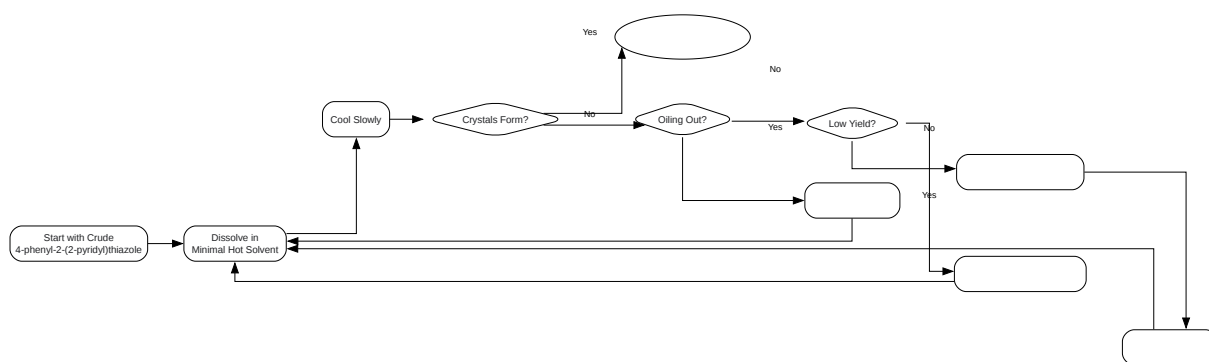 Yes
No
Cool Slowly
Crystals Form?
No
Oiling Out?
Yes
Low Yield?
No
Yes
Start with Crude
4-phenyl-2-(2-pyridyl)thiazole
Dissolve in
Minimal Hot Solvent